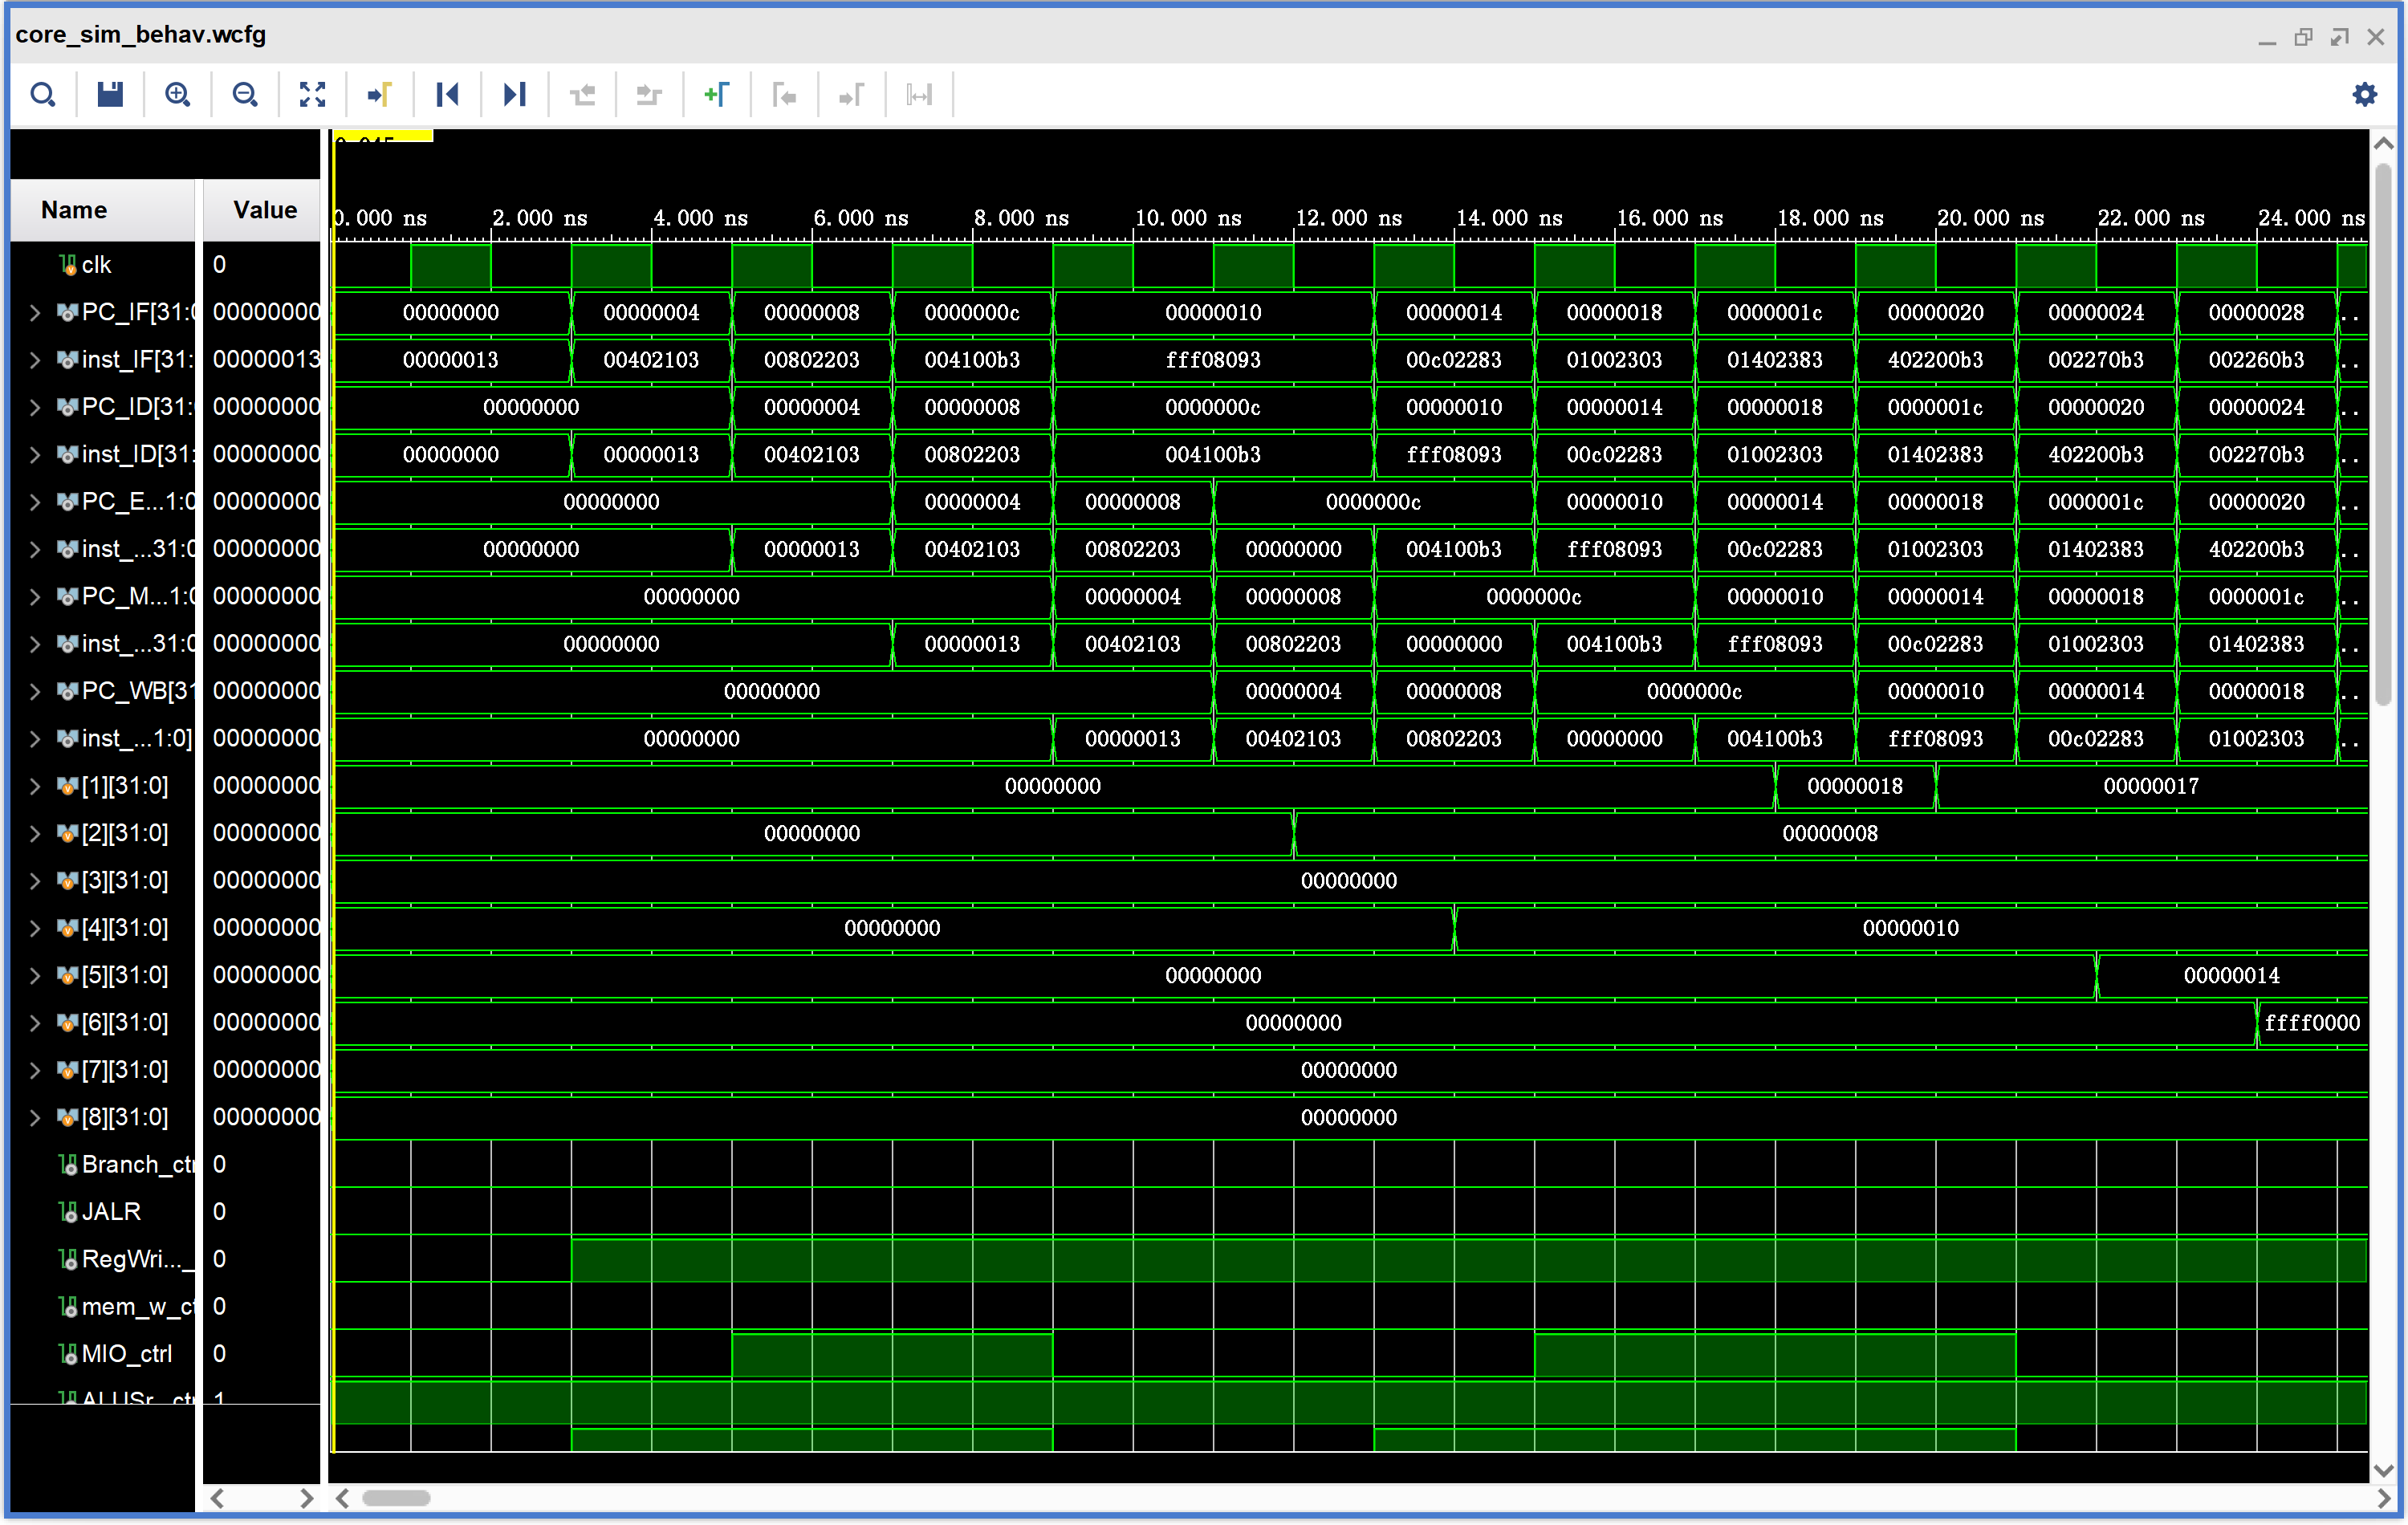 core_sim_behav.wcfg
Name Value
0.000 ns 2.000 ns 4.000 ns 6.000 ns 8.000 ns 10.000 ns 12.000 ns 14.000 ns 16.000 ns 18.000 ns 20.000 ns 22.000 ns 24.000 ns
clk 0
PC_IF[31:0 00000000 00000000 00000004 00000008 0000000c 00000010 00000014 00000018 0000001c 00000020 00000024 00000028 ..
inst_IF[31: 00000013 00000013 00402103 00802203 004100b3 fff08093 00c02283 01002303 01402383 402200b3 002270b3 002260b3 ..
PC_ID[31: 00000000 00000000 00000004 00000008 0000000c 00000010 00000014 00000018 0000001c 00000020 00000024 ..
inst_ID[31: 00000000 00000000 00000013 00402103 00802203 004100b3 fff08093 00c02283 01002303 01402383 402200b3 002270b3 ..
PC_E...1:0 00000000 00000000 00000004 00000008 0000000c 00000010 00000014 00000018 0000001c 00000020 ..
inst_...31:0 00000000 00000000 00000013 00402103 00802203 00000000 004100b3 fff08093 00c02283 01002303 01402383 402200b3 ..
PC_M...1:0 00000000 00000000 00000004 00000008 0000000c 00000010 00000014 00000018 0000001c ..
inst_...31:0 00000000 00000000 00000013 00402103 00802203 00000000 004100b3 fff08093 00c02283 01002303 01402383 ..
PC_WB[31 00000000 00000000 00000004 00000008 0000000c 00000010 00000014 00000018 ..
inst_...1:0] 00000000 00000000 00000013 00402103 00802203 00000000 004100b3 fff08093 00c02283 01002303 ..
[1][31:0] 00000000 00000000 00000018 00000017
[2][31:0] 00000000 00000000 00000008
[3][31:0] 00000000 00000000
[4][31:0] 00000000 00000000 00000010
[5][31:0] 00000000 00000000 00000014
[6][31:0] 00000000 00000000 ffff0000
[7][31:0] 00000000 00000000
[8][31:0] 00000000 00000000
Branch_ctr 0
JALR 0
RegWri..._ 0
mem_w_ct 0
MIO_ctrl 0
ALUSr...ctr 1